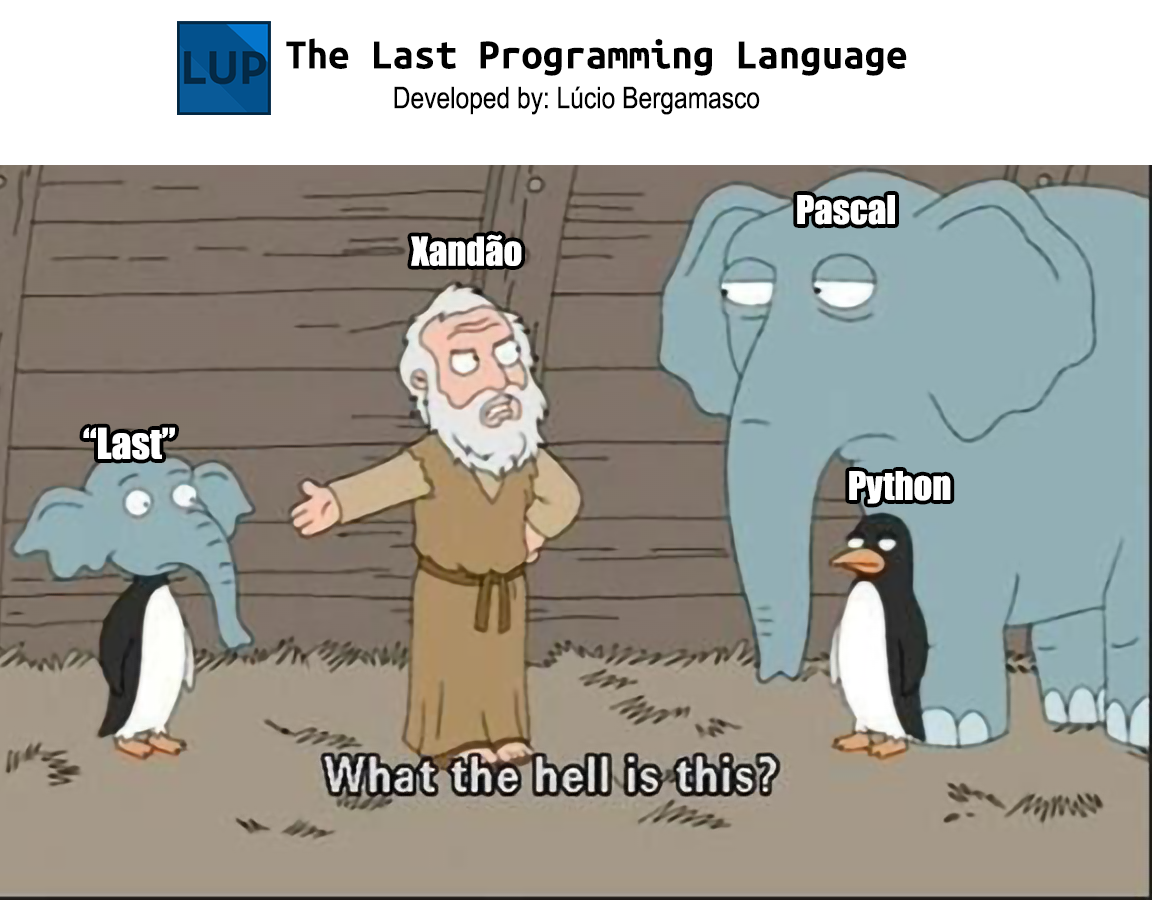 LUP
The Last Programming Language
Developed by: Lúcio Bergamasco
Pascal
Xandão
“Last”
Python
What the hell is this?